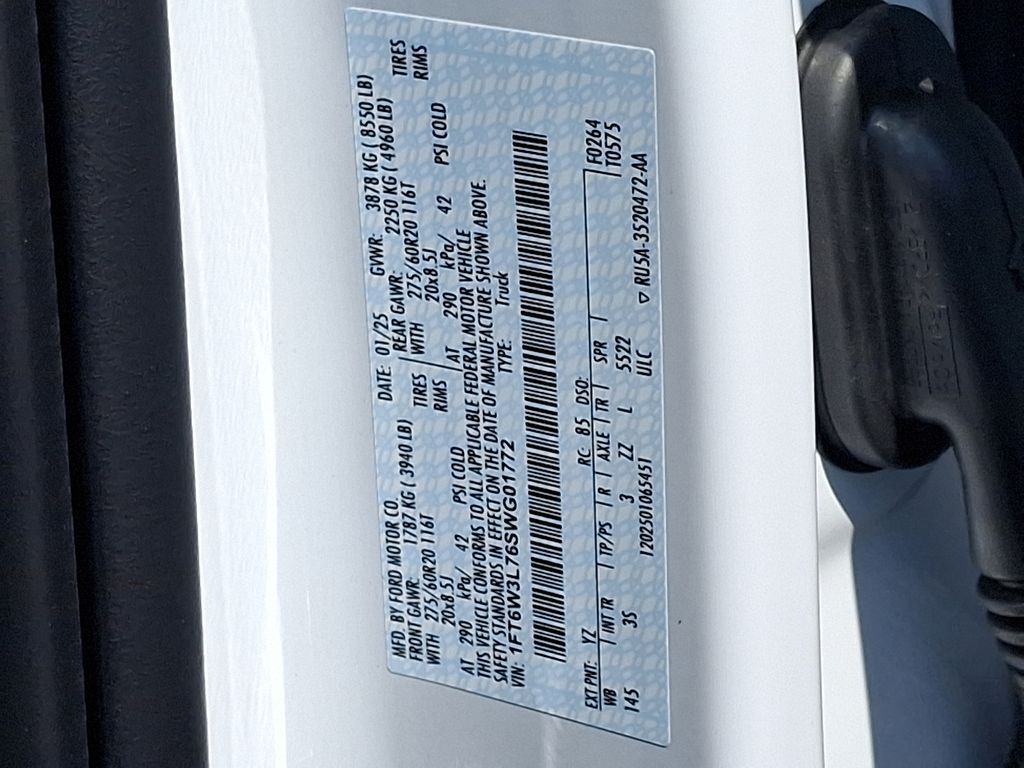 MFD. BY FORD MOTOR CO.
DATE: 01/25 GVWR: 3878 KG ( 8550 LB)
FRONT GAWR: 1787 KG ( 3940 LB)
REAR GAWR: 2250 KG ( 4960 LB)
WITH 275/60R20 116T TIRES
WITH 275/60R20 116T TIRES
20x8.5J RIMS
20x8.5J RIMS
AT 290 kPa/ 42 PSI COLD
AT 290 kPa/ 42 PSI COLD
THIS VEHICLE CONFORMS TO ALL APPLICABLE FEDERAL MOTOR VEHICLE
SAFETY STANDARDS IN EFFECT ON THE DATE OF MANUFACTURE SHOWN ABOVE.
VIN: 1FT6W3L76SWG01772 TYPE: Truck
EXT PNT: YZ RC: 85 DSO: F0264
WB INT TR TP/PS R AXLE TR SPR T0575
145 3S 3 ZZ L 5522
1202501065451 ULC ▽ RU5A-3520472-AA